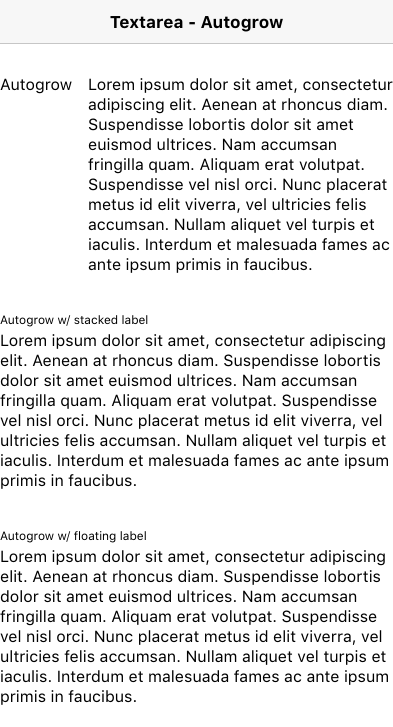 Textarea - Autogrow
Autogrow
Lorem ipsum dolor sit amet, consectetur
adipiscing elit. Aenean at rhoncus diam.
Suspendisse lobortis dolor sit amet
euismod ultrices. Nam accumsan
fringilla quam. Aliquam erat volutpat.
Suspendisse vel nisl orci. Nunc placerat
metus id elit viverra, vel ultricies felis
accumsan. Nullam aliquet vel turpis et
iaculis. Interdum et malesuada fames ac
ante ipsum primis in faucibus.
Autogrow w/ stacked label
Lorem ipsum dolor sit amet, consectetur adipiscing
elit. Aenean at rhoncus diam. Suspendisse lobortis
dolor sit amet euismod ultrices. Nam accumsan
fringilla quam. Aliquam erat volutpat. Suspendisse
vel nisl orci. Nunc placerat metus id elit viverra, vel
ultricies felis accumsan. Nullam aliquet vel turpis et
iaculis. Interdum et malesuada fames ac ante ipsum
primis in faucibus.
Autogrow w/ floating label
Lorem ipsum dolor sit amet, consectetur adipiscing
elit. Aenean at rhoncus diam. Suspendisse lobortis
dolor sit amet euismod ultrices. Nam accumsan
fringilla quam. Aliquam erat volutpat. Suspendisse
vel nisl orci. Nunc placerat metus id elit viverra, vel
ultricies felis accumsan. Nullam aliquet vel turpis et
iaculis. Interdum et malesuada fames ac ante ipsum
primis in faucibus.